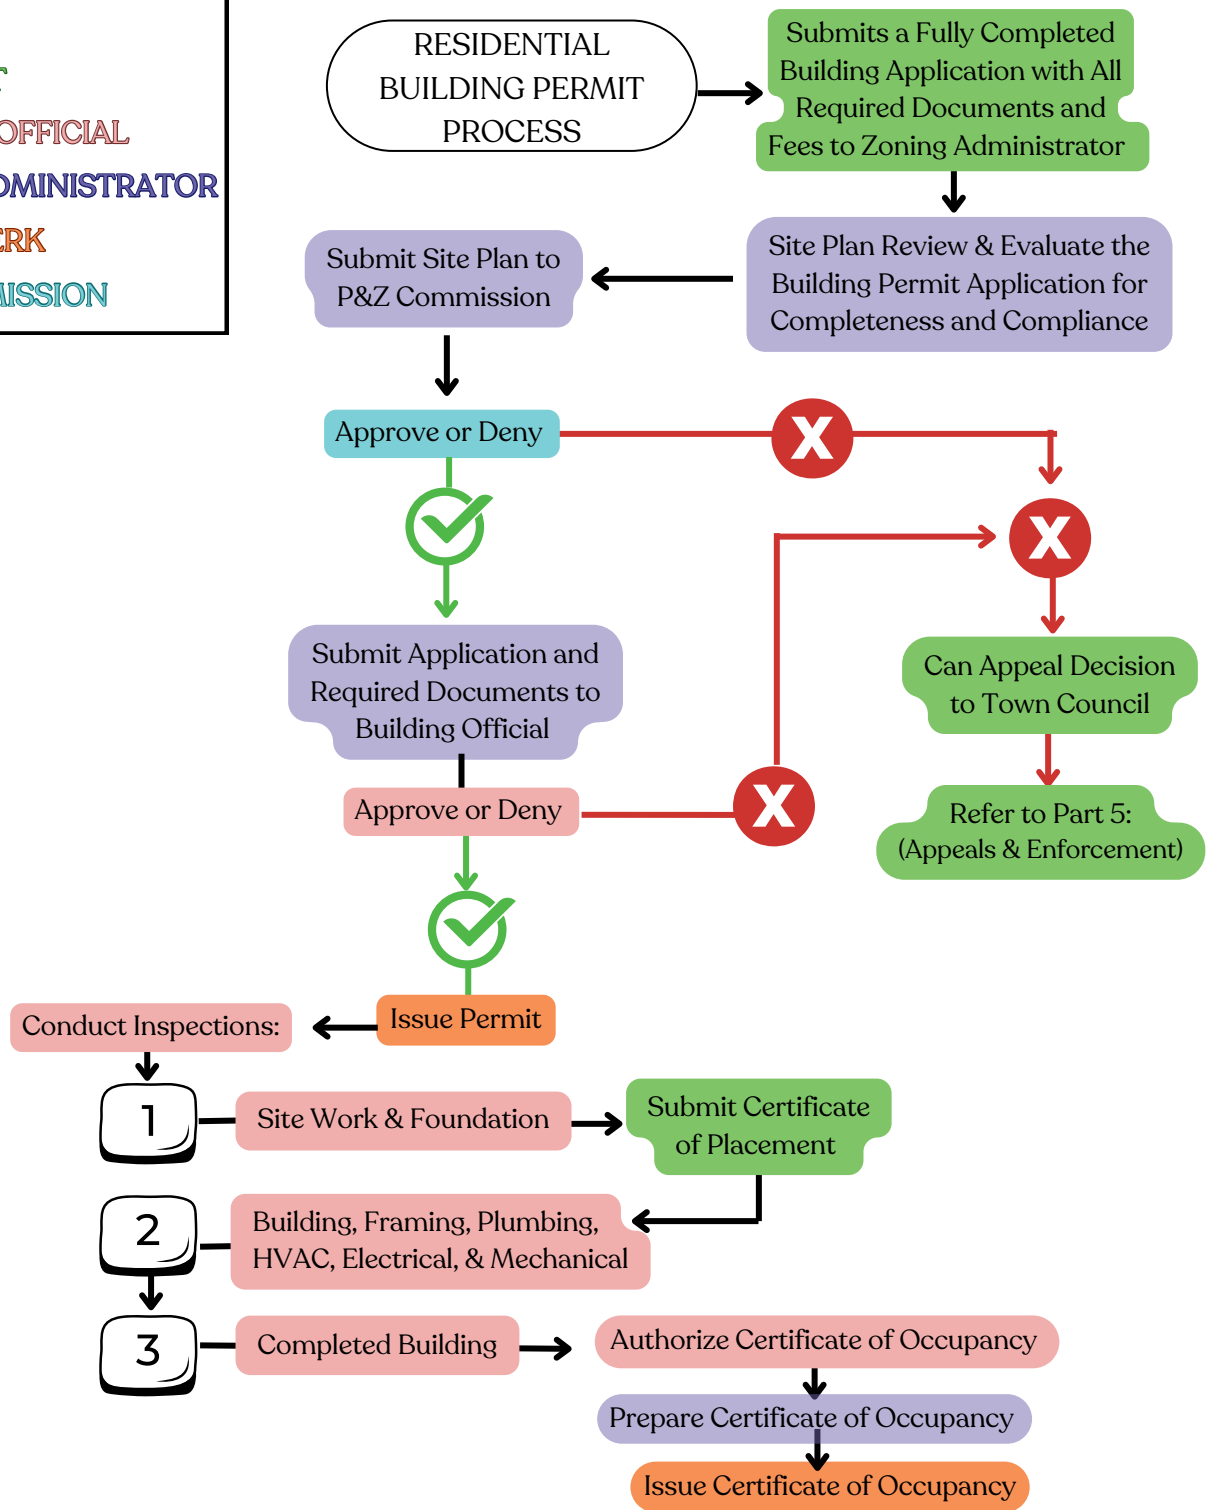 OFFICIAL
RESIDENTIAL
BUILDING PERMIT
PROCESS
Submits a Fully Completed
Building Application with All
Required Documents and
Fees to Zoning Administrator
Submit Site Plan to
P&Z Commission
Site Plan Review & Evaluate the
Building Permit Application for
Completeness and Compliance
Approve or Deny
X
X
Submit Application and
Required Documents to
Building Official
Can Appeal Decision
to Town Council
Approve or Deny
X
Refer to Part 5:
(Appeals & Enforcement)
Issue Permit
Conduct Inspections:
1
Site Work & Foundation
Submit Certificate
of Placement
2
Building, Framing, Plumbing,
HVAC, Electrical, & Mechanical
3
Completed Building
Authorize Certificate of Occupancy
Prepare Certificate of Occupancy
Issue Certificate of Occupancy